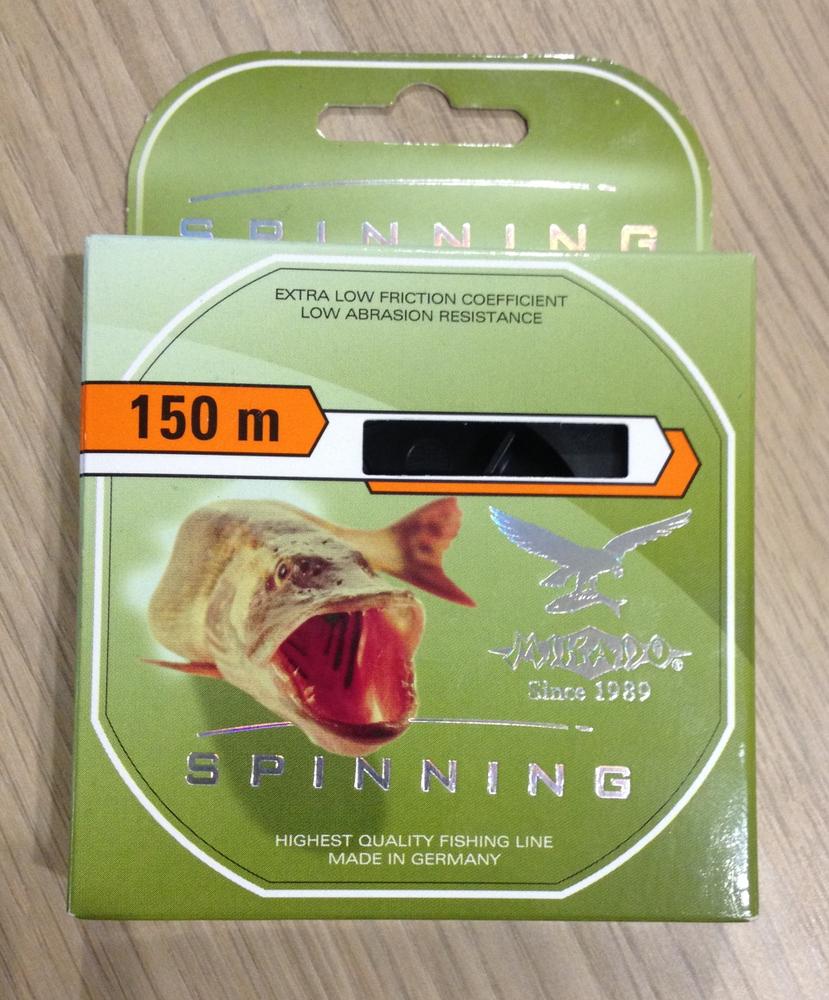 SPINNING
EXTRA LOW FRICTION COEFFICIENT
LOW ABRASION RESISTANCE
150 m
MIKADO®
Since 1989
SPINNING
HIGHEST QUALITY FISHING LINE
MADE IN GERMANY